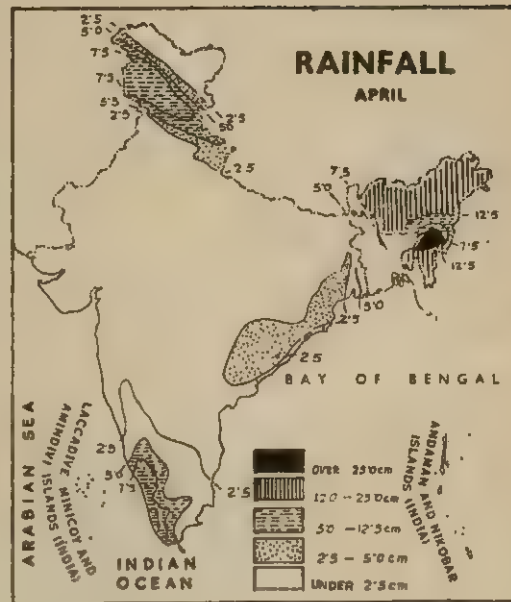 RAINFALL
APRIL
2.5
5.0
7.5
7.5
5.5
2.5
2.5
5.0
2.5
7.5
5.0
12.5
7.5
12.5
5.0
2.5
2.5
BAY OF BENGAL
2.5
5.0
7.5
2.5
ARABIAN SEA
LACCADIVE MINICOY AND
AMINDIVI ISLANDS (INDIA)
INDIAN
OCEAN
ANDAMAN AND NIKOBAR
ISLANDS (INDIA)
OVER 25.0cm
12.0 - 25.0cm
5.0 - 12.5cm
2.5 - 5.0cm
UNDER 2.5cm